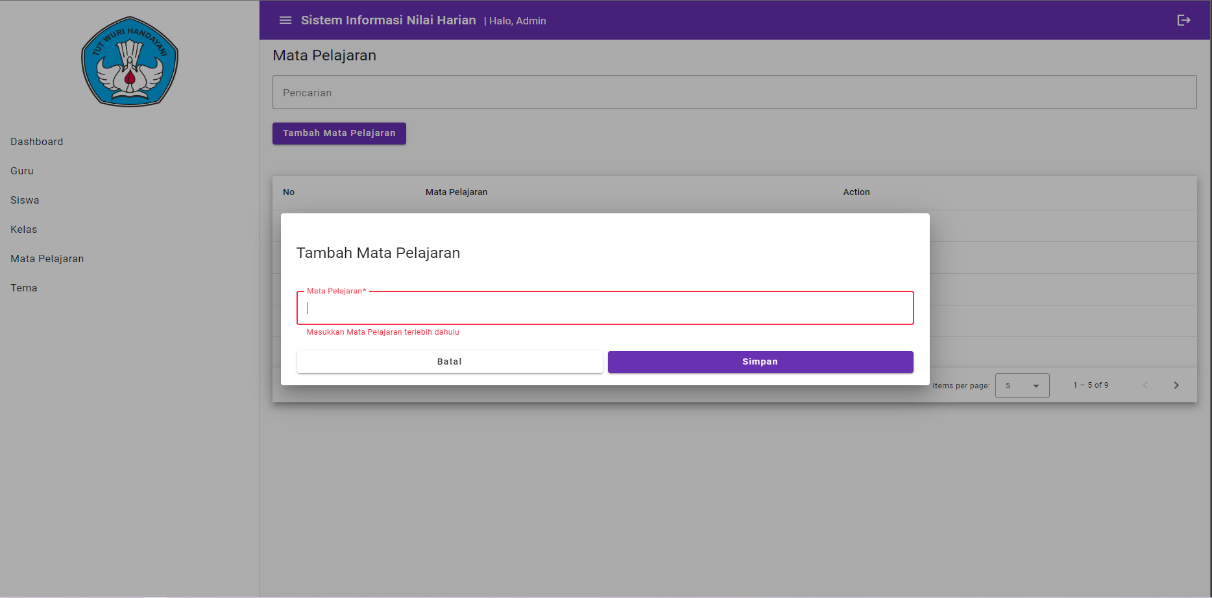 TUT WURI HANDAYANI
Sistem Informasi Nilai Harian | Halo, Admin
Mata Pelajaran
Pencarian
Tambah Mata Pelajaran
Dashboard
Guru
Siswa
Kelas
Mata Pelajaran
Tema
No Mata Pelajaran Action
Tambah Mata Pelajaran
Mata Pelajaran*
Masukkan Mata Pelajaran terlebih dahulu
Batal Simpan
Items per page: 5 1 – 5 of 9